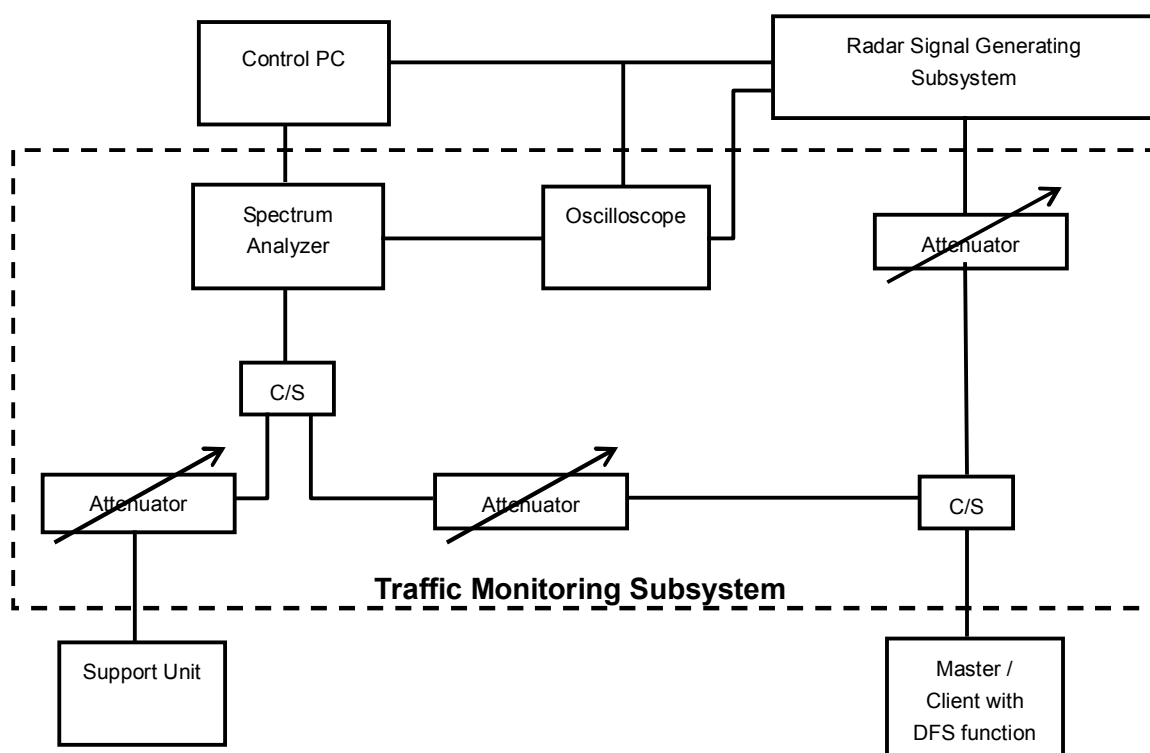 Control PC
Radar Signal Generating
Subsystem
Spectrum
Analyzer
Oscilloscope
Attenuator
C/S
Attenuator
Attenuator
C/S
Traffic Monitoring Subsystem
Support Unit
Master /
Client with
DFS function